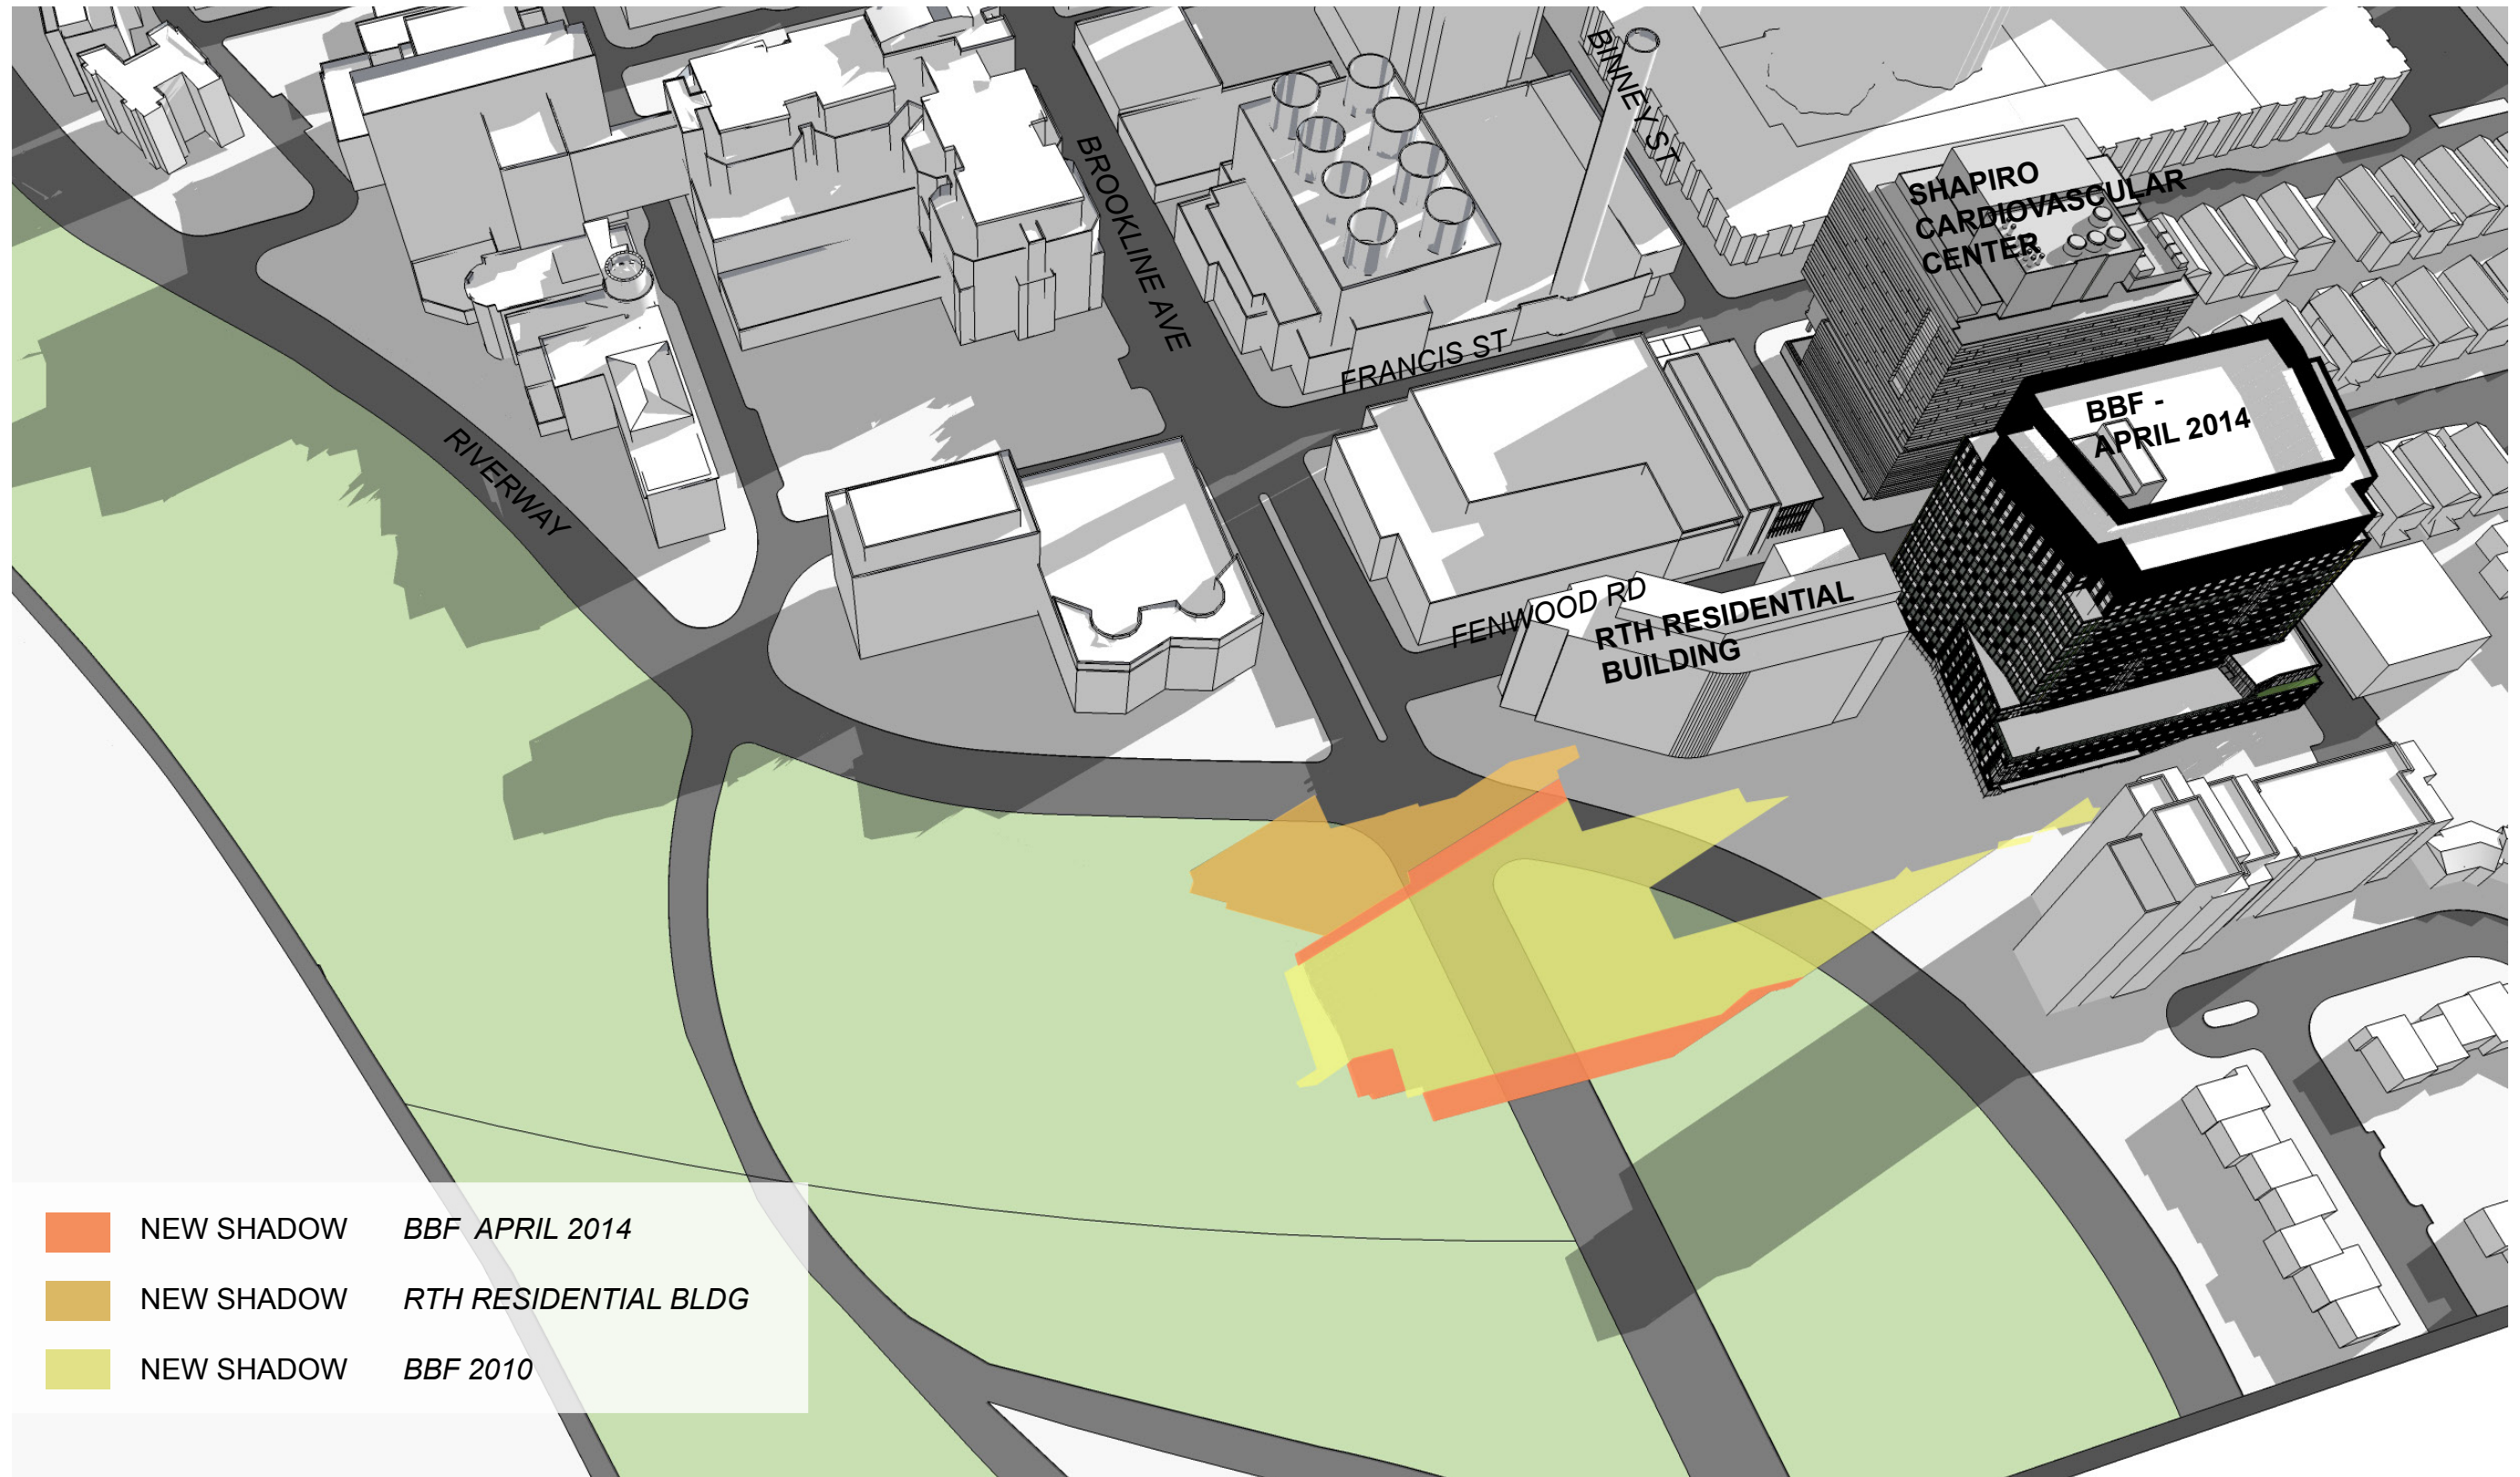 BINNEY ST
BROOKLINE AVE
SHAPIRO
CARDIOVASCULAR
CENTER
FRANCIS ST
BBF -
APRIL 2014
RIVERWAY
FENWOOD RD
RTH RESIDENTIAL
BUILDING
NEW SHADOW BBF APRIL 2014
NEW SHADOW RTH RESIDENTIAL BLDG
NEW SHADOW BBF 2010